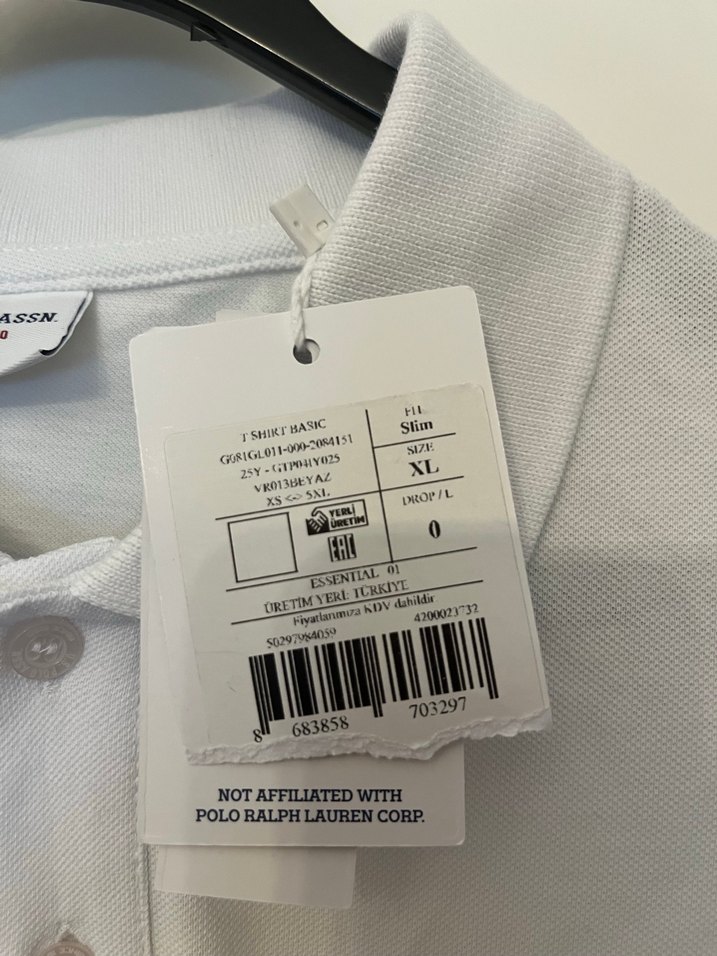 ASSN.
T SHIRT BASIC
G081GL011-000-2084151
25Y - GTP04IY025
VR013BEYAZ
XS <-> 5XL
FIT
Slim
SIZE
XL
DROP / L
0
YERLİ
ÜRETİM
EAC
ESSENTIAL 01
ÜRETİM YERİ: TÜRKİYE
Fiyatlarımıza KDV dahildir
50297984059
4200023732
8 683858 703297
NOT AFFILIATED WITH
POLO RALPH LAUREN CORP.